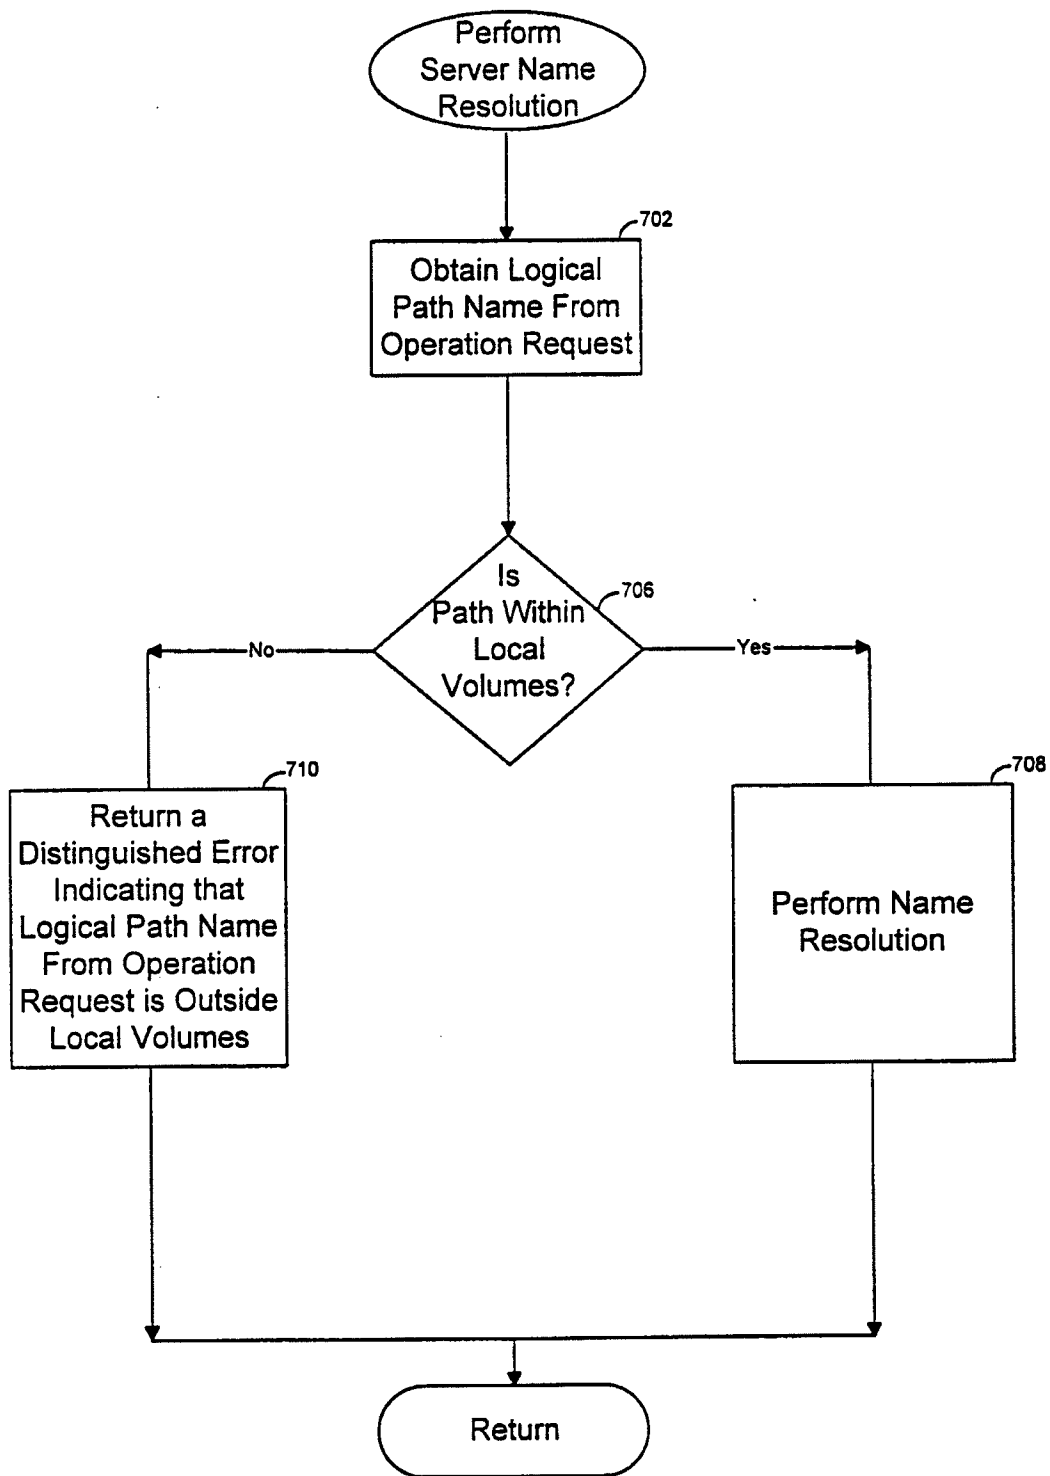 Perform
Server Name
Resolution
702
Obtain Logical
Path Name From
Operation Request
706
Is
Path Within
Local
Volumes?
No
Yes
710
Return a
Distinguished Error
Indicating that
Logical Path Name
From Operation
Request is Outside
Local Volumes
708
Perform Name
Resolution
Return